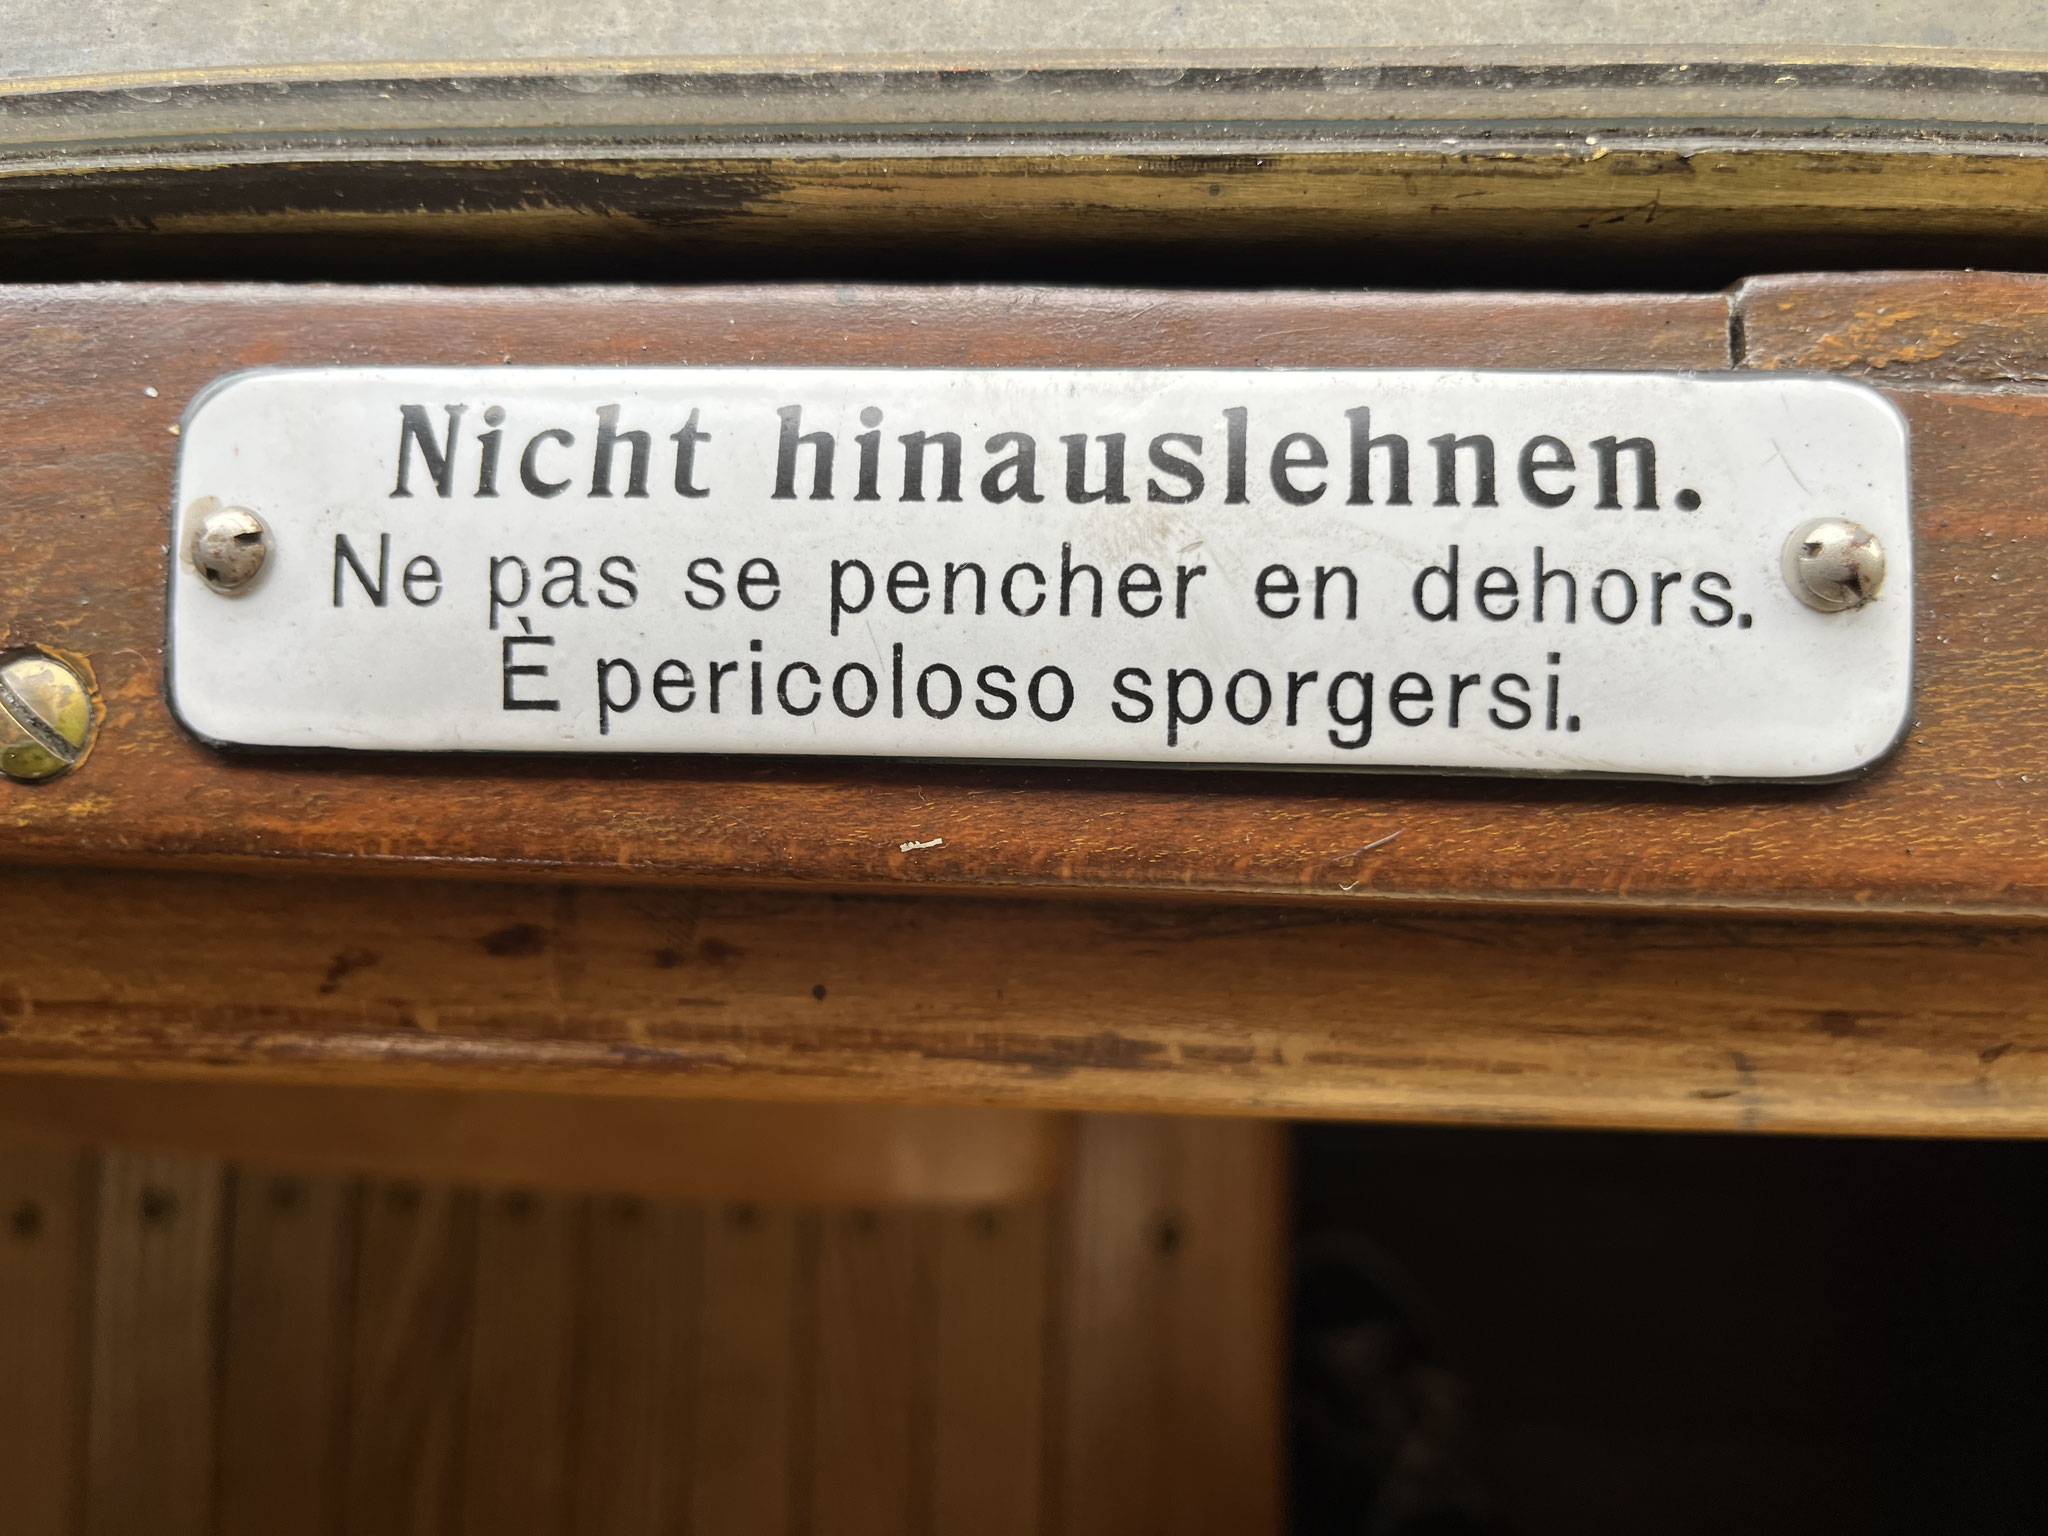 Nicht hinauslehnen.
Ne pas se pencher en dehors.
È pericoloso sporgersi.